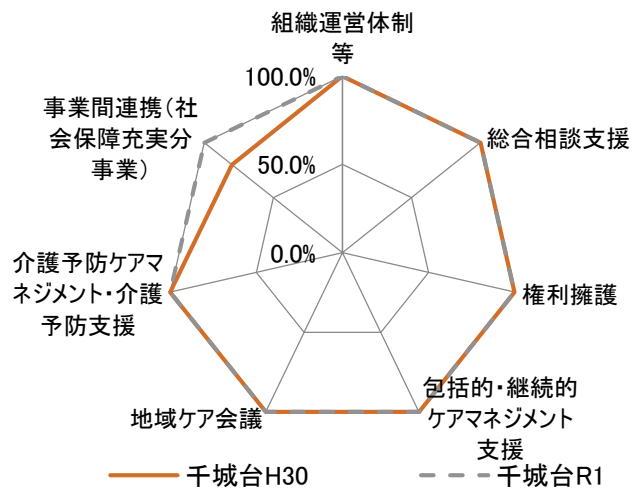 組織運営体制
等
100.0%
50.0%
0.0%
総合相談支援
権利擁護
包括的・継続的
ケアマネジメント
支援
地域ケア会議
介護予防ケアマ
ネジメント・介護
予防支援
事業間連携（社
会保障充実分
事業）
千城台H30
千城台R1